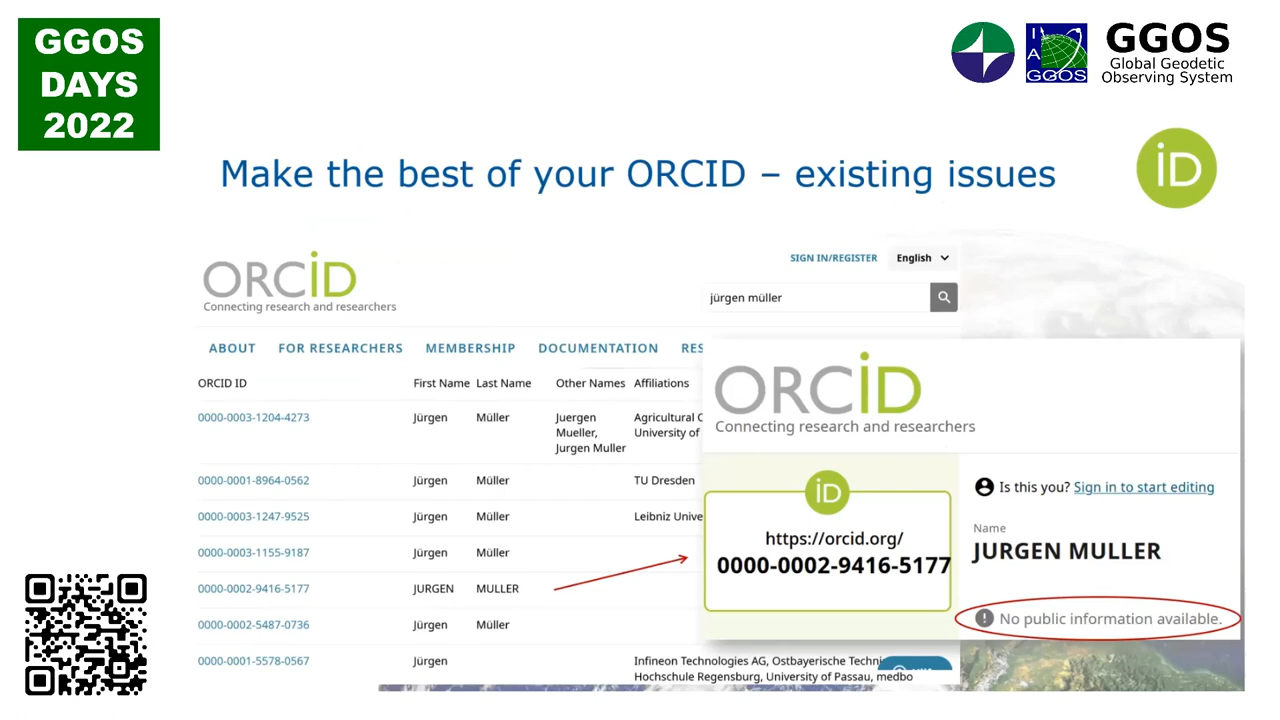 GGOS
DAYS
2022
I
A
GGOS
GGOS
Global Geodetic
Observing System
Make the best of your ORCID – existing issues
iD
ORCiD
Connecting research and researchers
SIGN IN/REGISTER
English
jürgen müller
ABOUT FOR RESEARCHERS MEMBERSHIP DOCUMENTATION RES
ORCID ID First Name Last Name Other Names Affiliations
0000-0003-1204-4273 Jürgen Müller Juergen Agricultural C
Mueller, University of
Jurgen Muller
0000-0001-8964-0562 Jürgen Müller TU Dresden
0000-0003-1247-9525 Jürgen Müller Leibniz Unive
0000-0003-1155-9187 Jürgen Müller
0000-0002-9416-5177 JURGEN MULLER
0000-0002-5487-0736 Jürgen Müller
0000-0001-5578-0567 Jürgen Infineon Technologies AG, Ostbayerische Techni
Hochschule Regensburg, University of Passau, medbo
ORCiD
Connecting research and researchers
iD
https://orcid.org/
0000-0002-9416-5177
Is this you? Sign in to start editing
Name
JURGEN MULLER
No public information available.